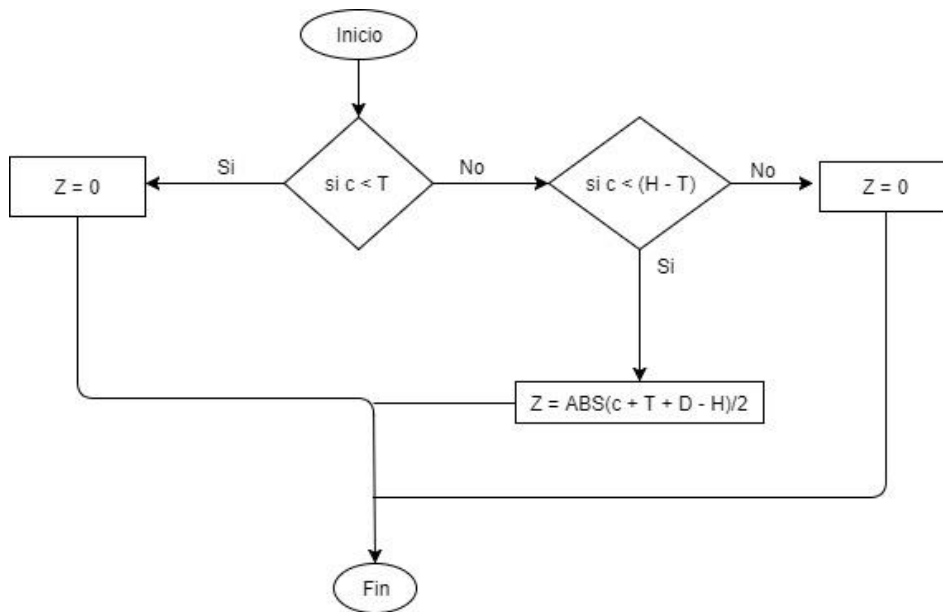 Inicio
Si
No
No
Z = 0
si c < T
si c < (H - T)
Z = 0
Si
Z = ABS(c + T + D - H)/2
Fin